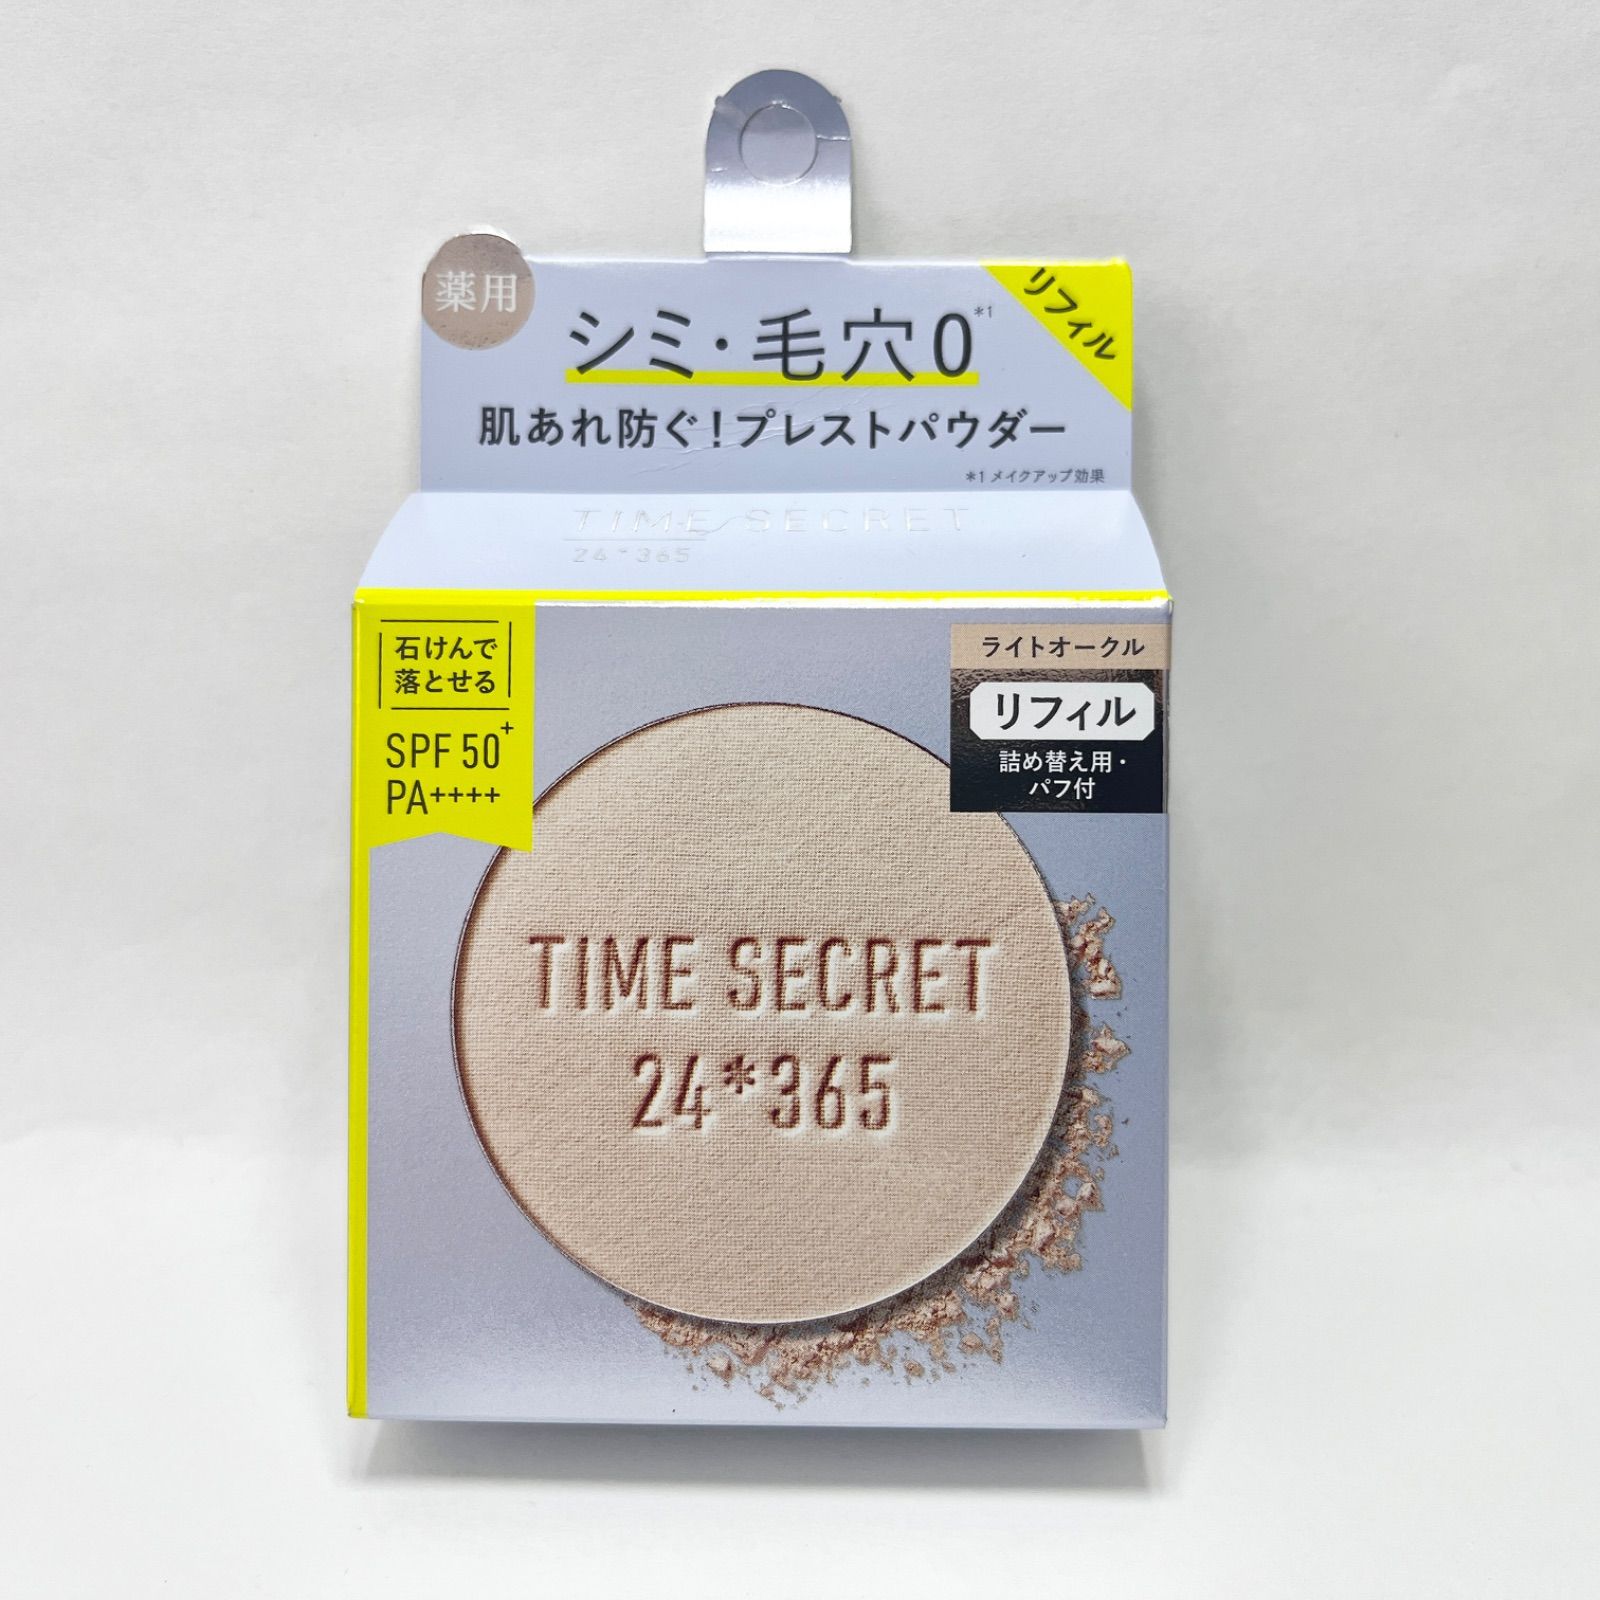 薬用
シミ・毛穴0*1
リフィル
肌あれ防ぐ！プレストパウダー
*1メイクアップ効果
TIME SECRET
24*365
石けんで
落とせる
SPF 50+
PA++++
ライトオークル
リフィル
詰め替え用・
パフ付
TIME SECRET
24*365